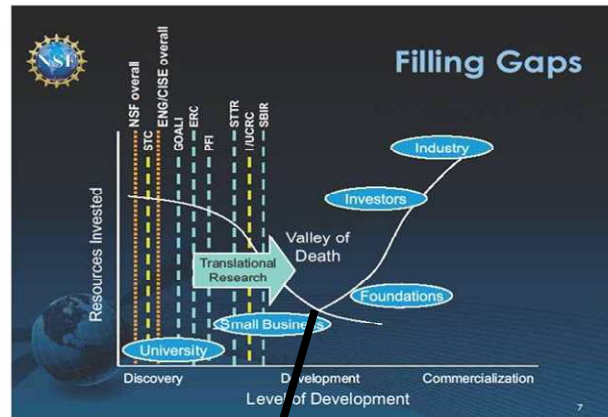 NSF
Filling Gaps
NSF overall
STC
ENG/CISE overall
GOALI
ERC
PFI
STTR
I/UCRC
SBIR
Industry
Investors
Valley of
Death
Translational
Research
Foundations
Small Business
University
Resources Invested
Discovery
Development
Commercialization
Level of Development
7